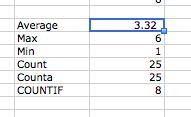 Average 3.32
Max 6
Min 1
Count 25
Counta 25
COUNTIF 8